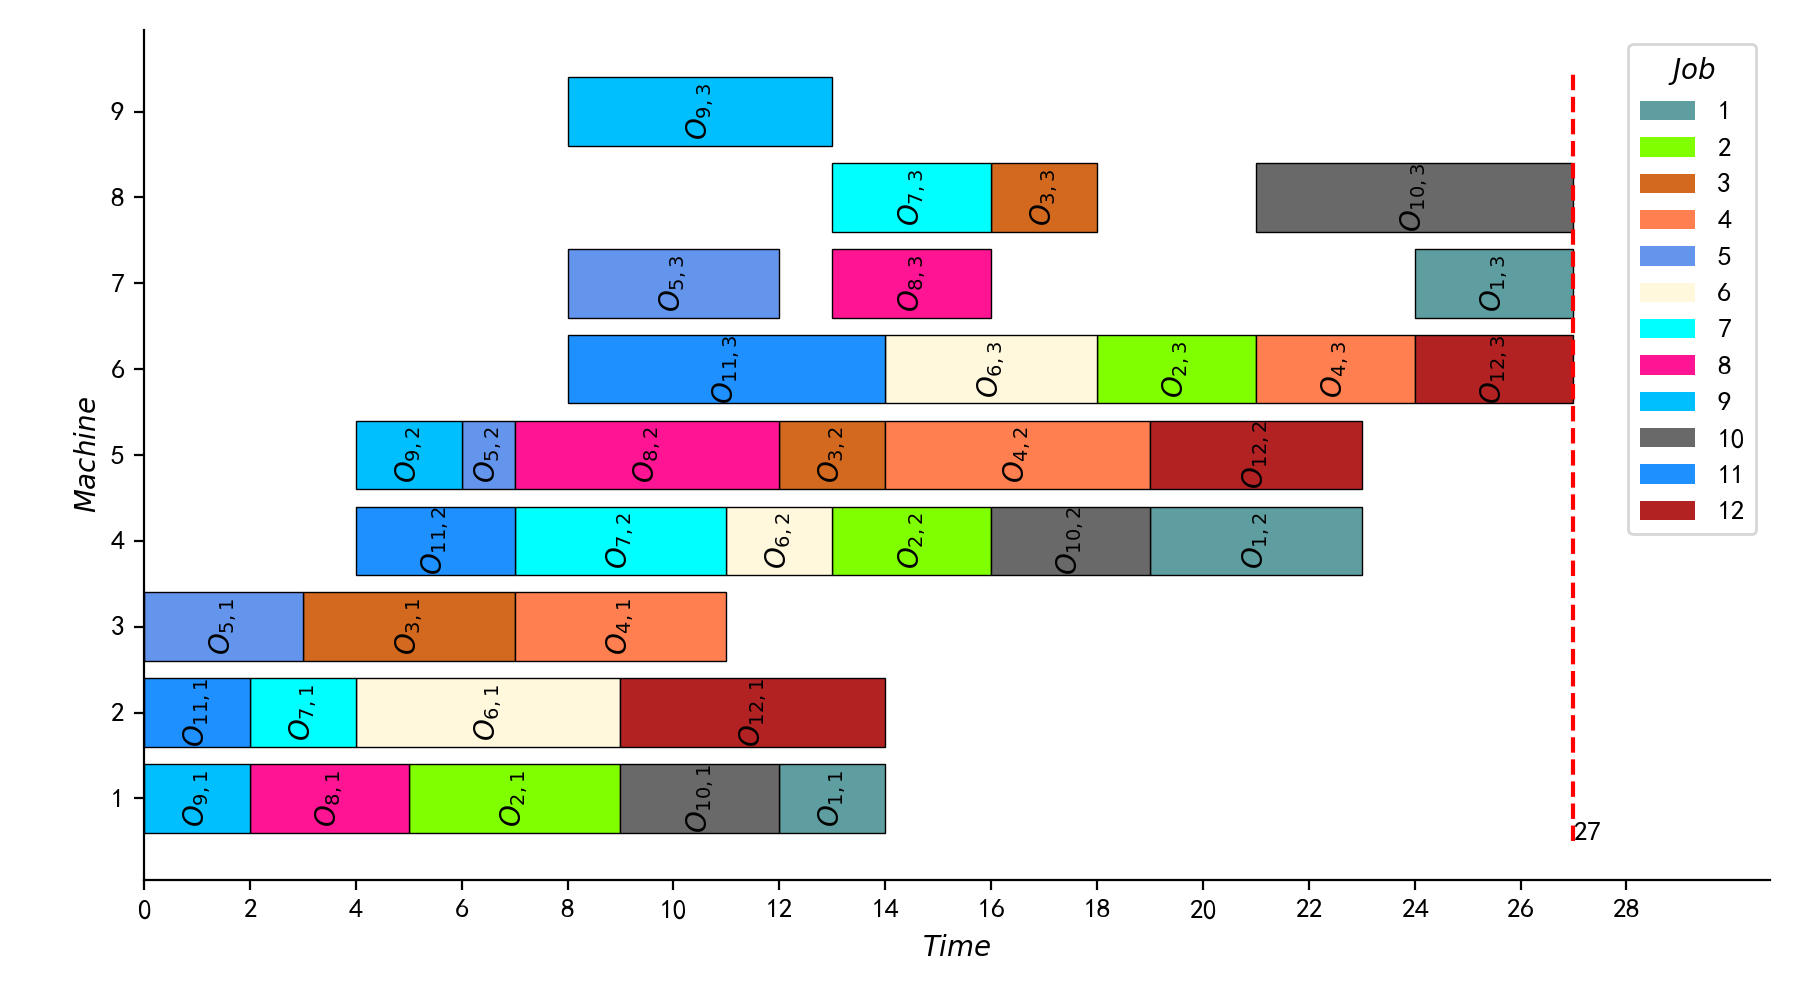 Job
1
2
3
4
5
6
7
8
9
10
11
12
Machine
9
O9,3
8
O7,3 O3,3 O10,3
7
O5,3 O8,3 O1,3
6
O11,3 O6,3 O2,3 O4,3 O12,3
5
O9,2 O5,2 O8,2 O3,2 O4,2 O12,2
4
O11,2 O7,2 O6,2 O2,2 O10,2 O1,2
3
O5,1 O3,1 O4,1
2
O11,1 O7,1 O6,1 O12,1
1
O9,1 O8,1 O2,1 O10,1 O1,1
27
0 2 4 6 8 10 12 14 16 18 20 22 24 26 28
Time